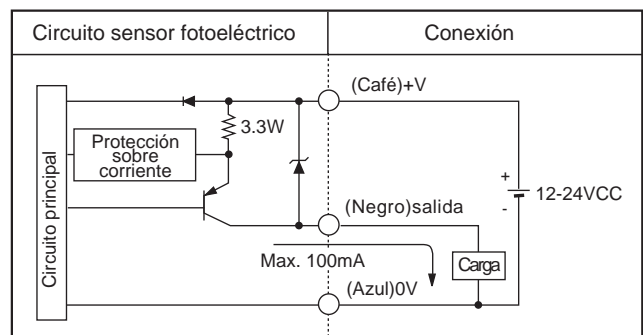 Circuito sensor fotoeléctrico
Conexión
(Café)+V
3.3W
Protección
sobre
corriente
Circuito principal
+
12-24VCC
-
(Negro)salida
Max. 100mA
Carga
(Azul)0V